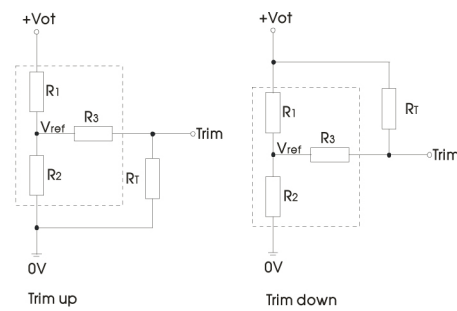 +Vot
R1
R3
Vref
Trim
R2
RT
0V
Trim up
+Vot
R1
RT
R3
Vref
Trim
R2
0V
Trim down